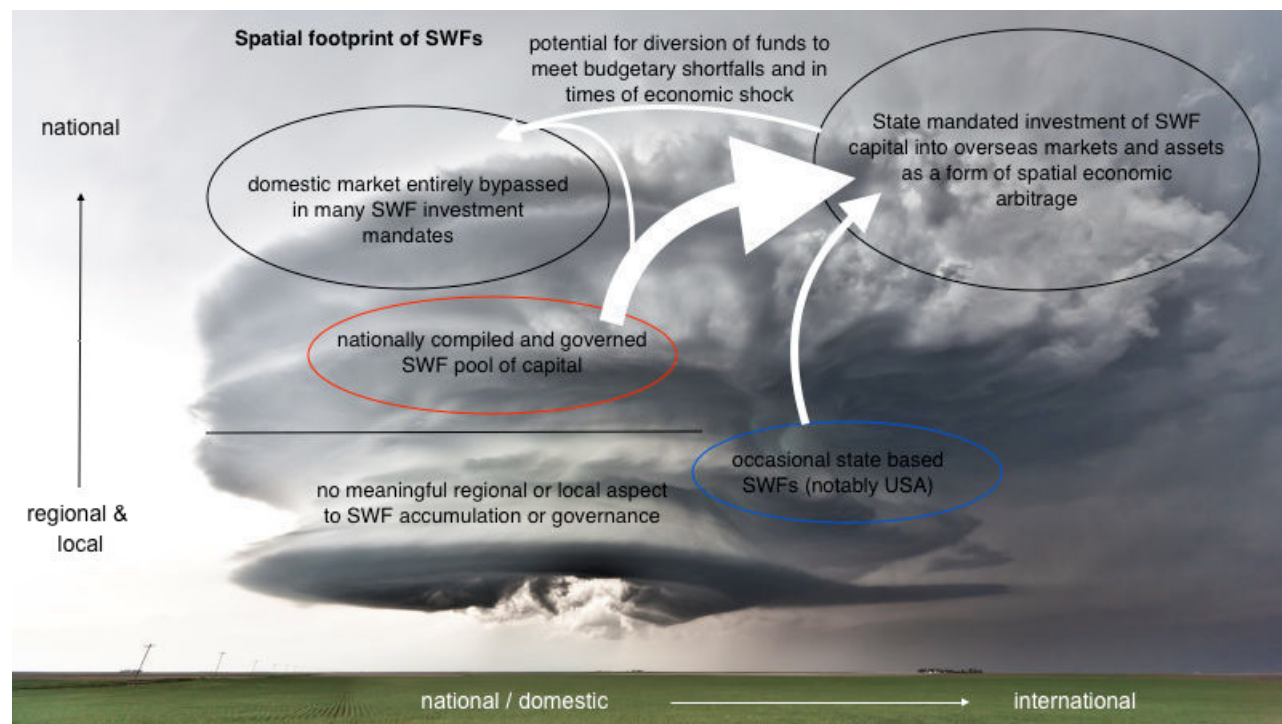 Spatial footprint of SWFs
potential for diversion of funds to
meet budgetary shortfalls and in
times of economic shock
national
State mandated investment of SWF
capital into overseas markets and assets
as a form of spatial economic
arbitrage
domestic market entirely bypassed
in many SWF investment
mandates
nationally compiled and governed
SWF pool of capital
occasional state based
SWFs (notably USA)
no meaningful regional or local aspect
to SWF accumulation or governance
regional &
local
national / domestic
international